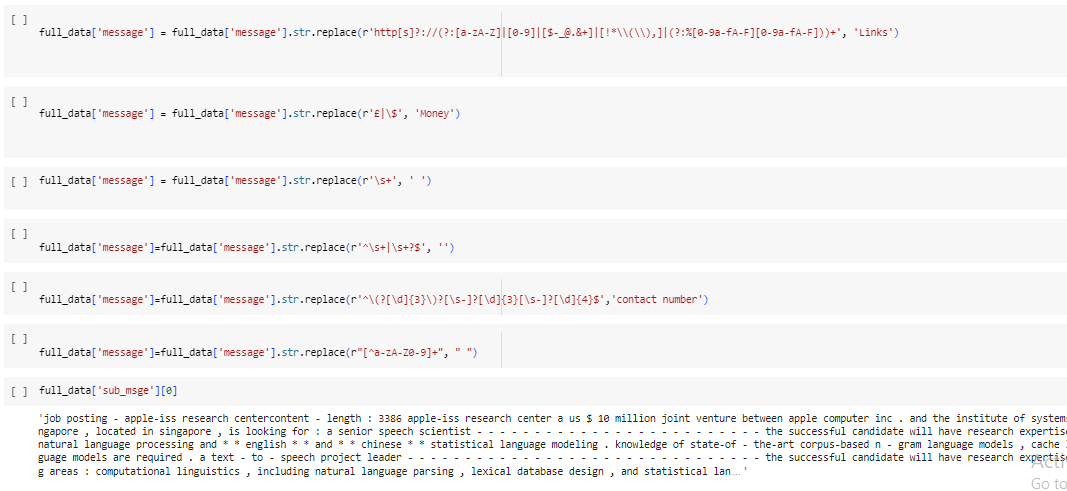 [ ]
full_data['message'] = full_data['message'].str.replace(r'http[s]?://(?:[a-zA-Z]|[0-9]|[$-_@.&+]|[!*\\(\\),]|(?:%[0-9a-fA-F][0-9a-fA-F]))+', 'Links')
[ ]
full_data['message'] = full_data['message'].str.replace(r'£|\$', 'Money')
[ ] full_data['message'] = full_data['message'].str.replace(r'\s+', ' ')
[ ]
full_data['message']=full_data['message'].str.replace(r'^\s+|\s+?$', '')
[ ]
full_data['message']=full_data['message'].str.replace(r'^\(?[\d]{3}\)?[\s-]?[\d]{3}[\s-]?[\d]{4}$','contact number')
[ ]
full_data['message']=full_data['message'].str.replace(r"[^a-zA-Z0-9]+", " ")
[ ] full_data['sub_msge'][0]
'job posting - apple-iss research centercontent - length : 3386 apple-iss research center a us $ 10 million joint venture between apple computer inc . and the institute of systems
ngapore , located in singapore , is looking for : a senior speech scientist - - - - - - - - - - - - - - - - - - - - - - - - - the successful candidate will have research expertise
natural language processing and * * english * * and * * chinese * * statistical language modeling . knowledge of state-of - the-art corpus-based n - gram language models , cache
guage models are required . a text - to - speech project leader - - - - - - - - - - - - - - - - - - - - - - - - - - - - - - - the successful candidate will have research expertise
g areas : computational linguistics , including natural language parsing , lexical database design , and statistical lan…'
Go to